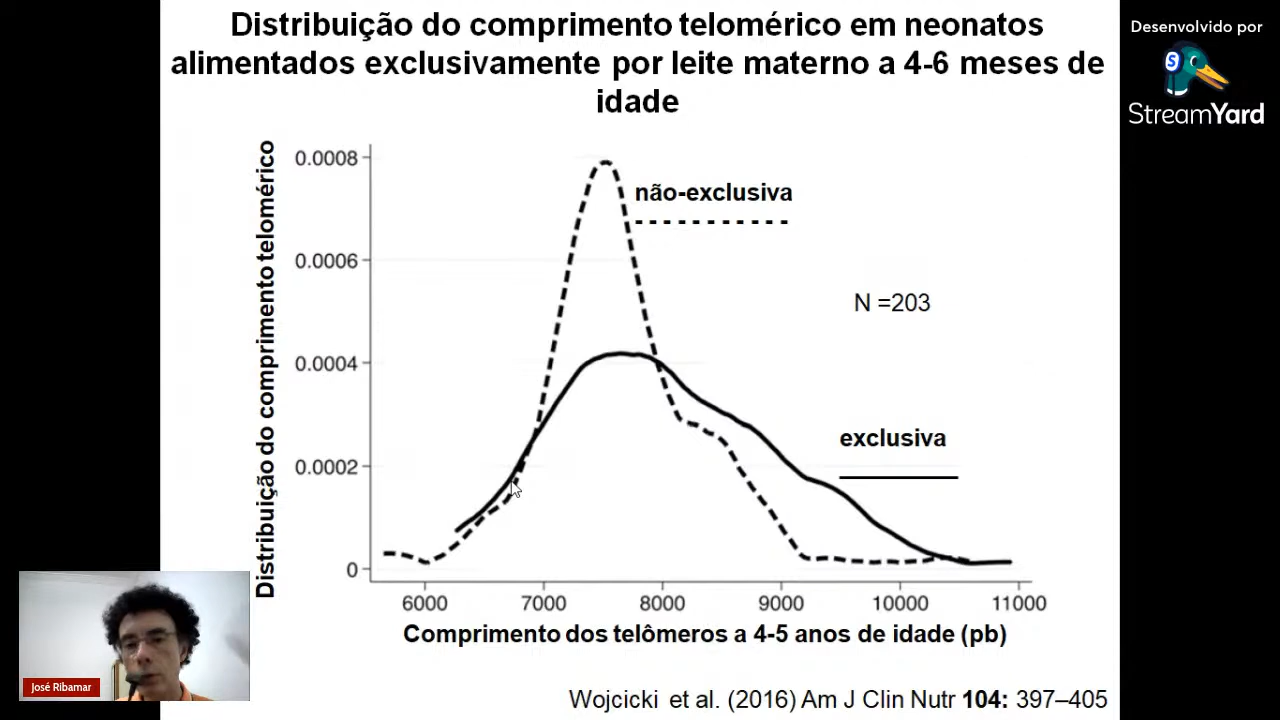 Distribuição do comprimento telomérico em neonatos
alimentados exclusivamente por leite materno a 4-6 meses de
idade
Desenvolvido por
StreamYard
Distribuição do comprimento telomérico
0.0008
0.0006
0.0004
0.0002
0
não-exclusiva
N =203
exclusiva
6000 7000 8000 9000 10000 11000
Comprimento dos telômeros a 4-5 anos de idade (pb)
José Ribamar
Wojcicki et al. (2016) Am J Clin Nutr 104: 397–405